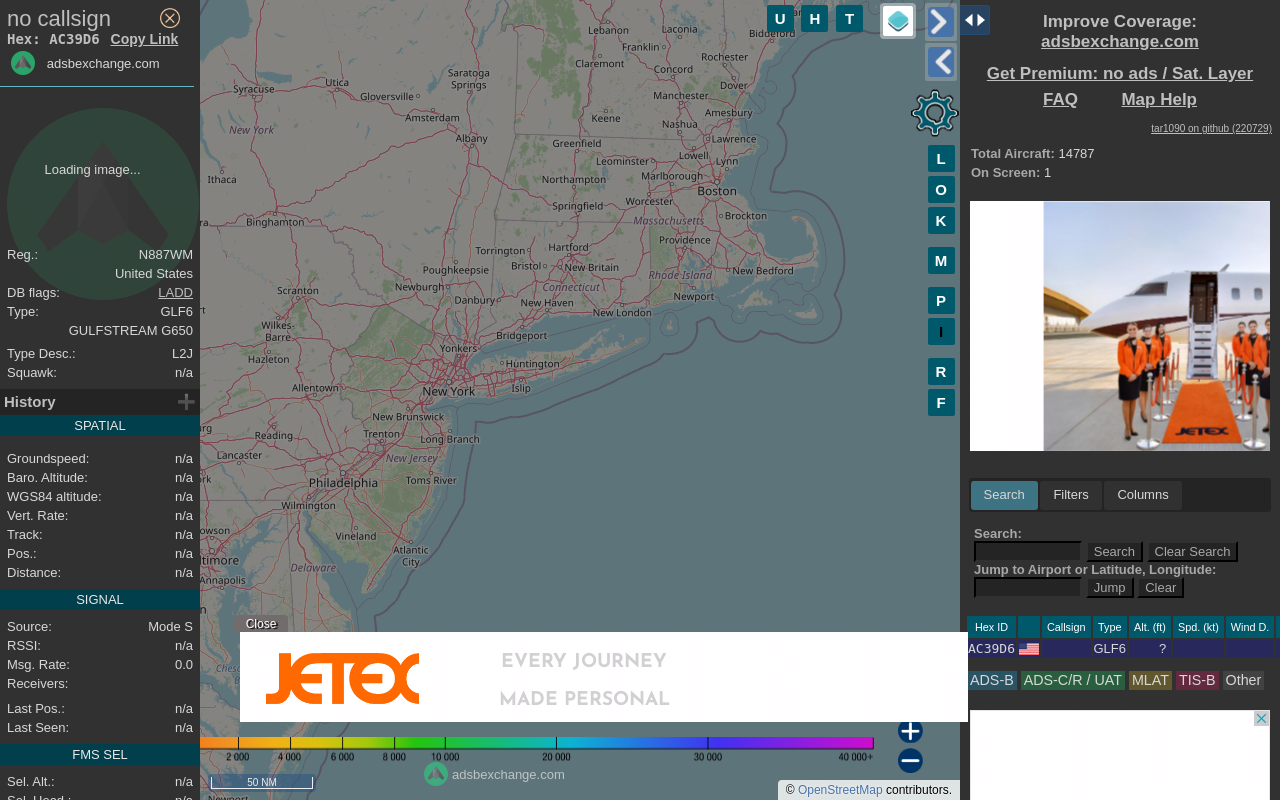 no callsign
Hex: AC39D6 Copy Link
adsbexchange.com
Loading image...
Reg.: N887WM
United States
DB flags: LADD
Type: GLF6
GULFSTREAM G650
Type Desc.: L2J
Squawk: n/a
History
SPATIAL
Groundspeed: n/a
Baro. Altitude: n/a
WGS84 altitude: n/a
Vert. Rate: n/a
Track: n/a
Pos.: n/a
Distance: n/a
SIGNAL
Source: Mode S
RSSI: n/a
Msg. Rate: 0.0
Receivers:
Last Pos.: n/a
Last Seen: n/a
FMS SEL
Sel. Alt.: n/a
U H T
Lebanon
Laconia
Biddeford
Franklin
Claremont
Rochester
Concord
Dover
Saratoga
Springs
Utica
Syracuse
Gloversville
Manchester
Amesbury
Amsterdam
Keene
Nashua
New York
Albany
Greenfield
Lawrence
Leominster
Lowell
Lynn
Ithaca
Northampton
Marlborough
Boston
Springfield
Worcester
Binghamton
Massachusetts
Brockton
Torrington
Hartford
Providence
Poughkeepsie
Bristol
New Britain
New Bedford
Rhode Island
Newburgh
Connecticut
Scranton
Danbury
New Haven
Newport
New London
Wilkes-
Barre
Bridgeport
Yonkers
Hazleton
Huntington
Allentown
New York
Islip
New Brunswick
Reading
Trenton
Long Branch
Lancaster
New Jersey
Philadelphia
Toms River
Wilmington
Vineland
Atlantic
City
Annapolis
Delaware
L
O
K
M
P
I
R
F
Close
JETEX
EVERY JOURNEY
MADE PERSONAL
2 000 4 000 6 000 8 000 10 000 20 000 30 000 40 000+
50 NM
adsbexchange.com
© OpenStreetMap contributors.
Improve Coverage:
adsbexchange.com
Get Premium: no ads / Sat. Layer
FAQ Map Help
tar1090 on github (220729)
Total Aircraft: 14787
On Screen: 1
JETEX
Search Filters Columns
Search:
Search Clear Search
Jump to Airport or Latitude, Longitude:
Jump Clear
Hex ID Callsign Type Alt. (ft) Spd. (kt) Wind D.
AC39D6 GLF6 ?
ADS-B ADS-C/R / UAT MLAT TIS-B Other